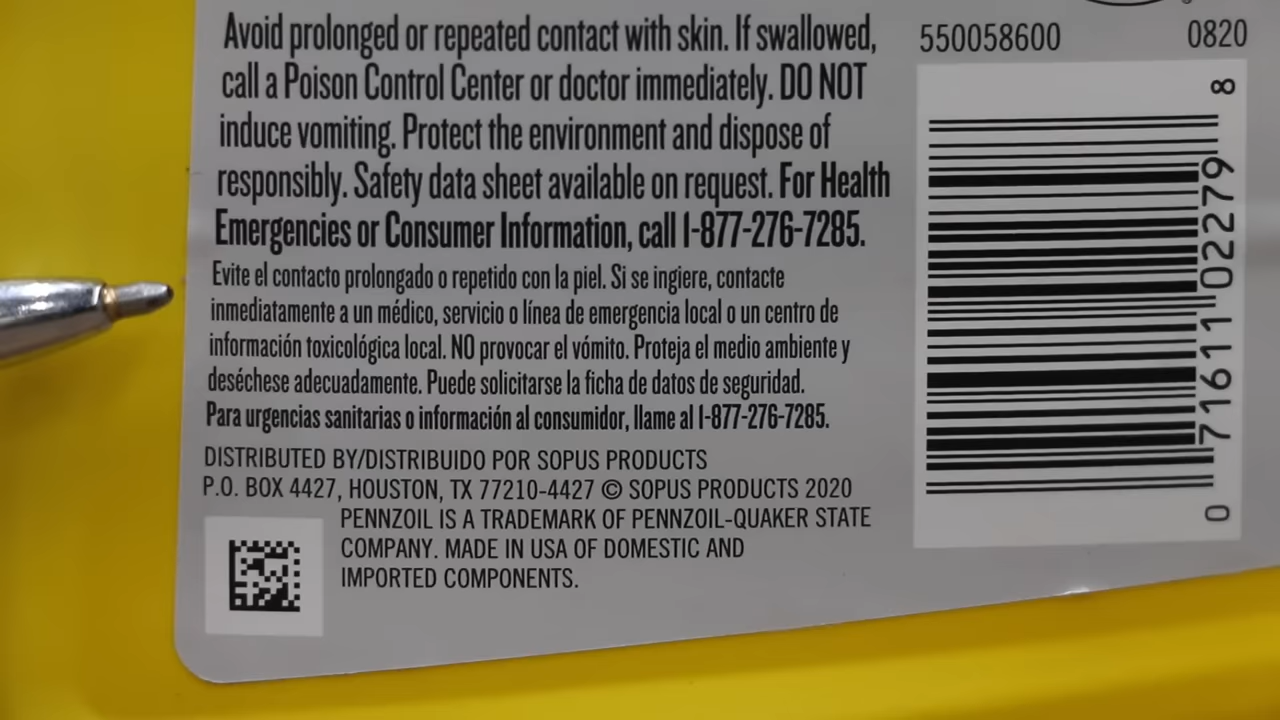 Avoid prolonged or repeated contact with skin. If swallowed,
call a Poison Control Center or doctor immediately. DO NOT
induce vomiting. Protect the environment and dispose of
responsibly. Safety data sheet available on request. For Health
Emergencies or Consumer Information, call 1-877-276-7285.
Evite el contacto prolongado o repetido con la piel. Si se ingiere, contacte
inmediatamente a un médico, servicio o línea de emergencia local o un centro de
información toxicológica local. NO provocar el vómito. Proteja el medio ambiente y
deséchese adecuadamente. Puede solicitarse la ficha de datos de seguridad.
Para urgencias sanitarias o información al consumidor, llame al 1-877-276-7285.
DISTRIBUTED BY/DISTRIBUIDO POR SOPUS PRODUCTS
P.O. BOX 4427, HOUSTON, TX 77210-4427 © SOPUS PRODUCTS 2020
PENNZOIL IS A TRADEMARK OF PENNZOIL-QUAKER STATE
COMPANY. MADE IN USA OF DOMESTIC AND
IMPORTED COMPONENTS.
550058600 0820
0 71611 02279 8